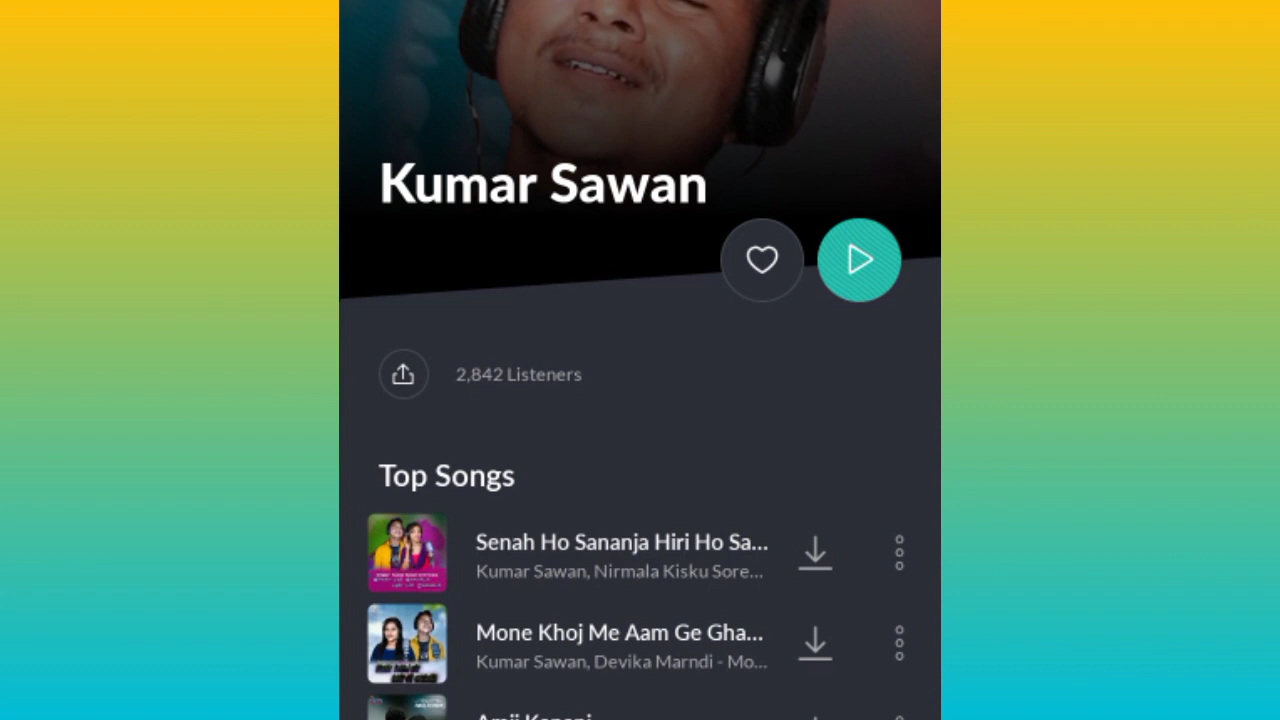 Kumar Sawan
2,842 Listeners
Top Songs
Senah Ho Sananja Hiri Ho Sa...
Kumar Sawan, Nirmala Kisku Sore...
Mone Khoj Me Aam Ge Gha...
Kumar Sawan, Devika Marndi - Mo...